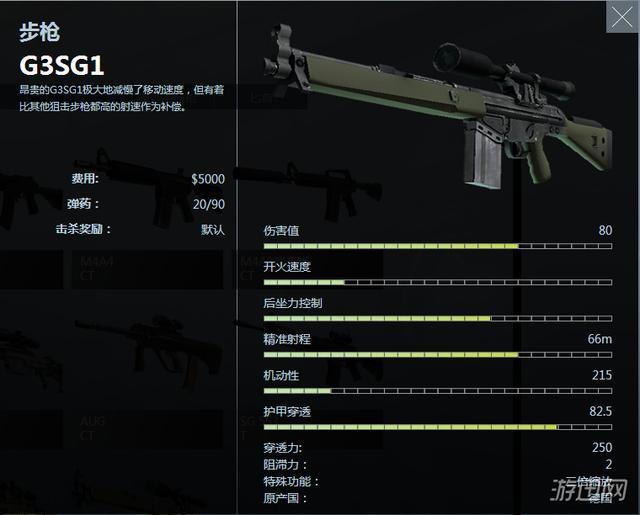 步枪
G3SG1
昂贵的G3SG1极大地减慢了移动速度，但有着
比其他狙击步枪都高的射速作为补偿。
费用: $5000
弹药: 20/90
击杀奖励: 默认
伤害值 80
开火速度
后坐力控制
精准射程 66m
机动性 215
护甲穿透 82.5
穿透力: 250
阻滞力: 2
特殊功能: 二倍缩放
原产国: 德国
M4A4
CT
AUG
CT
游迅网